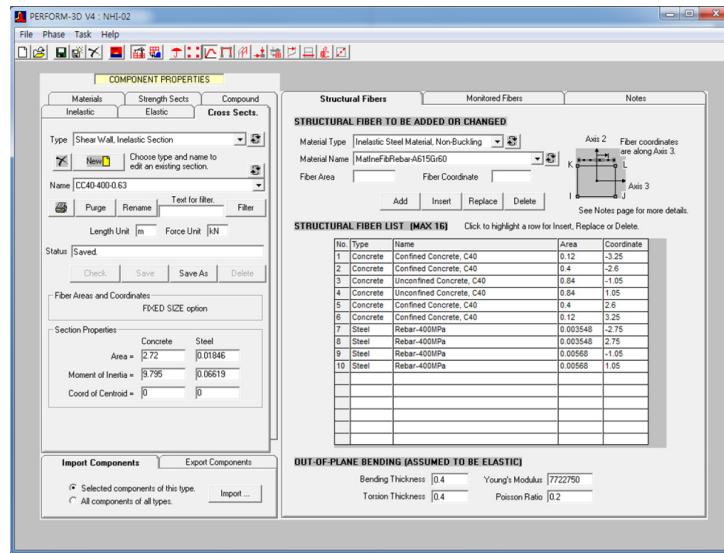 PERFORM-3D V4 : NHI-02
File Phase Task Help
COMPONENT PROPERTIES
Materials Strength Sects Compound
Inelastic Elastic Cross Sects.
Type Shear Wall, Inelastic Section
New Choose type and name to
edit an existing section.
Name CC40-400-0.63
Purge Rename Text for filter. Filter
Length Unit m Force Unit kN
Status Saved.
Check Save Save As Delete
Fiber Areas and Coordinates
FIXED SIZE option
Section Properties
Concrete Steel
Area = 2.72 0.01846
Moment of Inertia = 9.795 0.06619
Coord of Centroid = 0 0
Import Components Export Components
Selected components of this type.
All components of all types.
Import ...
Structural Fibers Monitored Fibers Notes
STRUCTURAL FIBER TO BE ADDED OR CHANGED
Material Type Inelastic Steel Material, Non-Buckling
Material Name MatIneFibRebar-A615Gr60
Fiber Area Fiber Coordinate
Add Insert Replace Delete
Axis 2 Fiber coordinates
are along Axis 3.
K L
Axis 3
I J
See Notes page for more details.
STRUCTURAL FIBER LIST (MAX 16) Click to highlight a row for Insert, Replace or Delete.
No. Type Name Area Coordinate
1 Concrete Confined Concrete, C40 0.12 -3.25
2 Concrete Confined Concrete, C40 0.4 -2.6
3 Concrete Unconfined Concrete, C40 0.84 -1.05
4 Concrete Unconfined Concrete, C40 0.84 1.05
5 Concrete Confined Concrete, C40 0.4 2.6
6 Concrete Confined Concrete, C40 0.12 3.25
7 Steel Rebar-400MPa 0.003548 -2.75
8 Steel Rebar-400MPa 0.003548 2.75
9 Steel Rebar-400MPa 0.00568 -1.05
10 Steel Rebar-400MPa 0.00568 1.05
OUT-OF-PLANE BENDING (ASSUMED TO BE ELASTIC)
Bending Thickness 0.4 Young's Modulus 7722750
Torsion Thickness 0.4 Poisson Ratio 0.2